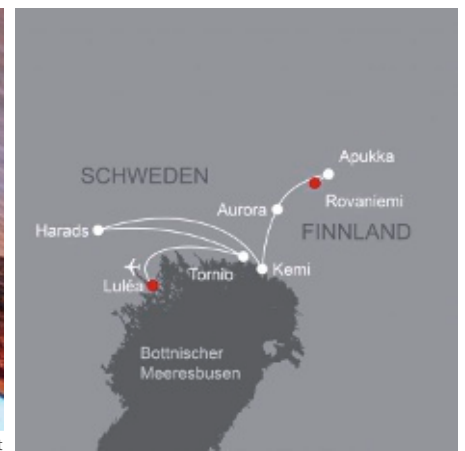 Apukka
SCHWEDEN
Rovaniemi
Aurora
FINNLAND
Harads
Tornio
Kemi
Luléa
Bottnischer
Meeresbusen
t